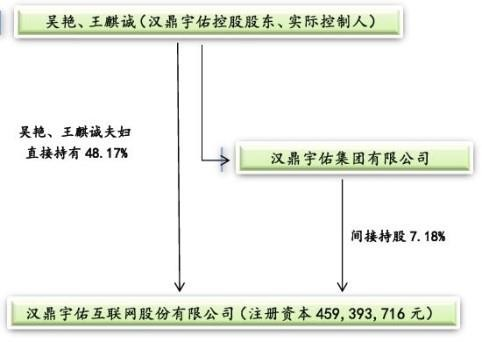 吴艳、王麒诚(汉鼎宇佑控股股东、实际控制人)
吴艳、王麒诚夫妇
直接持有 48.17%
汉鼎宇佑集团有限公司
间接持股 7.18%
汉鼎宇佑互联网股份有限公司(注册资本 459,393,716 元)